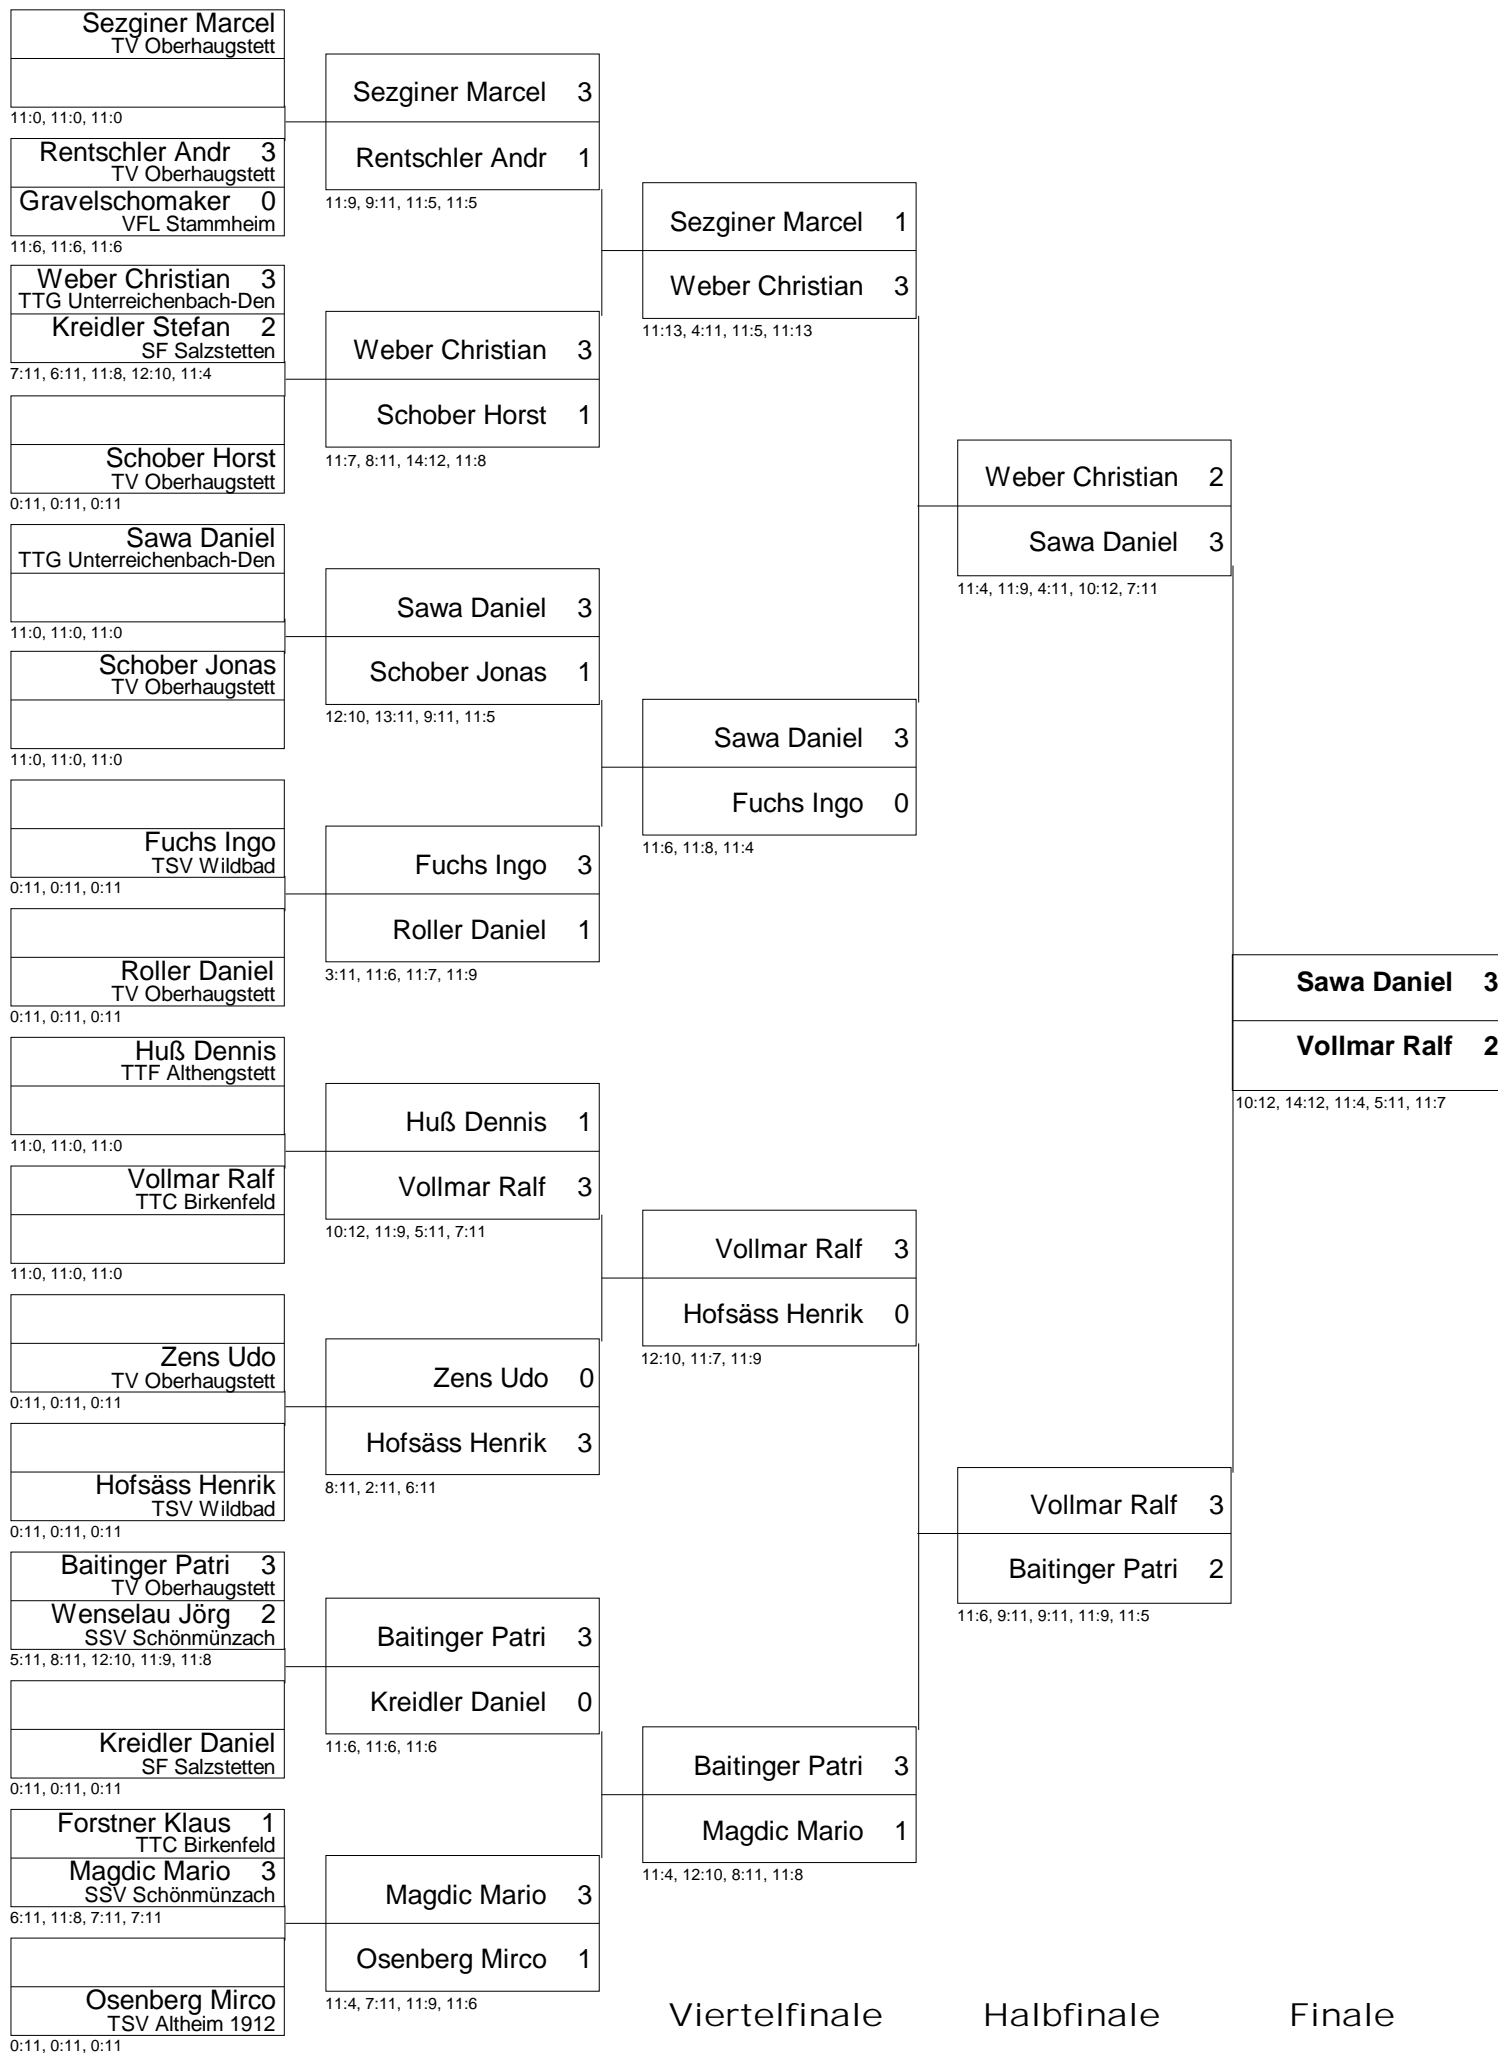 Sezginer Marcel
TV Oberhaugstett
11:0, 11:0, 11:0
Rentschler Andr 3
TV Oberhaugstett
Gravelschomaker 0
VFL Stammheim
11:6, 11:6, 11:6
Weber Christian 3
TTG Unterreichenbach-Den
Kreidler Stefan 2
SF Salzstetten
7:11, 6:11, 11:8, 12:10, 11:4
Schober Horst
TV Oberhaugstett
0:11, 0:11, 0:11
Sawa Daniel
TTG Unterreichenbach-Den
11:0, 11:0, 11:0
Schober Jonas
TV Oberhaugstett
11:0, 11:0, 11:0
Fuchs Ingo
TSV Wildbad
0:11, 0:11, 0:11
Roller Daniel
TV Oberhaugstett
0:11, 0:11, 0:11
Huß Dennis
TTF Althengstett
11:0, 11:0, 11:0
Vollmar Ralf
TTC Birkenfeld
11:0, 11:0, 11:0
Zens Udo
TV Oberhaugstett
0:11, 0:11, 0:11
Hofsäss Henrik
TSV Wildbad
0:11, 0:11, 0:11
Baitinger Patri 3
TV Oberhaugstett
Wenselau Jörg 2
SSV Schönmünzach
5:11, 8:11, 12:10, 11:9, 11:8
Kreidler Daniel
SF Salzstetten
0:11, 0:11, 0:11
Forstner Klaus 1
TTC Birkenfeld
Magdic Mario 3
SSV Schönmünzach
6:11, 11:8, 7:11, 7:11
Osenberg Mirco
TSV Altheim 1912
0:11, 0:11, 0:11
Sezginer Marcel 3
Rentschler Andr 1
11:9, 9:11, 11:5, 11:5
Weber Christian 3
Schober Horst 1
11:7, 8:11, 14:12, 11:8
Sawa Daniel 3
Schober Jonas 1
12:10, 13:11, 9:11, 11:5
Fuchs Ingo 3
Roller Daniel 1
3:11, 11:6, 11:7, 11:9
Huß Dennis 1
Vollmar Ralf 3
10:12, 11:9, 5:11, 7:11
Zens Udo 0
Hofsäss Henrik 3
8:11, 2:11, 6:11
Baitinger Patri 3
Kreidler Daniel 0
11:6, 11:6, 11:6
Magdic Mario 3
Osenberg Mirco 1
11:4, 7:11, 11:9, 11:6
Sezginer Marcel 1
Weber Christian 3
11:13, 4:11, 11:5, 11:13
Sawa Daniel 3
Fuchs Ingo 0
11:6, 11:8, 11:4
Vollmar Ralf 3
Hofsäss Henrik 0
12:10, 11:7, 11:9
Baitinger Patri 3
Magdic Mario 1
11:4, 12:10, 8:11, 11:8
Viertelfinale
Weber Christian 2
Sawa Daniel 3
11:4, 11:9, 4:11, 10:12, 7:11
Vollmar Ralf 3
Baitinger Patri 2
11:6, 9:11, 9:11, 11:9, 11:5
Halbfinale
Sawa Daniel 3
Vollmar Ralf 2
10:12, 14:12, 11:4, 5:11, 11:7
Finale